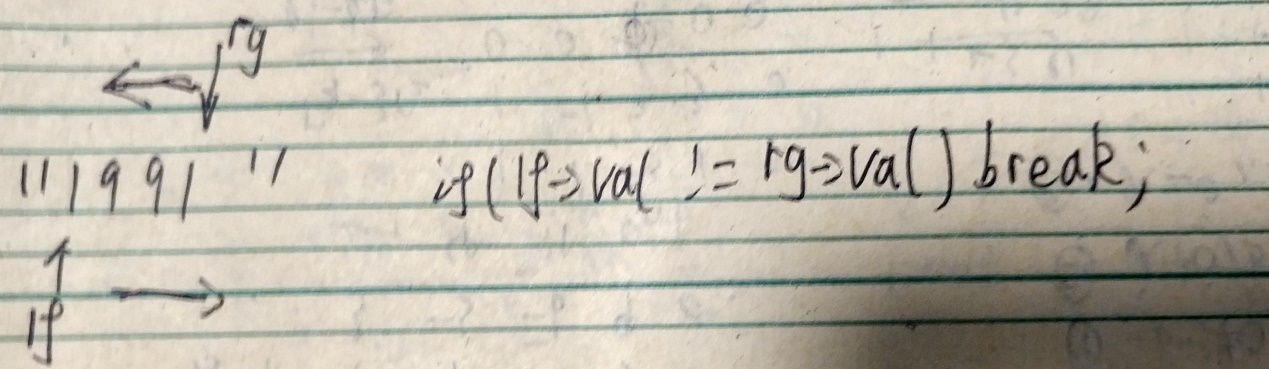 rg
"1991" if(lf->val != rg->val) break;
lf